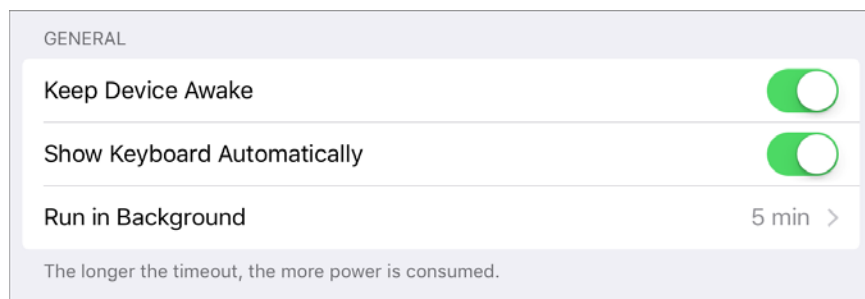 GENERAL
Keep Device Awake
Show Keyboard Automatically
Run in Background 5 min
The longer the timeout, the more power is consumed.